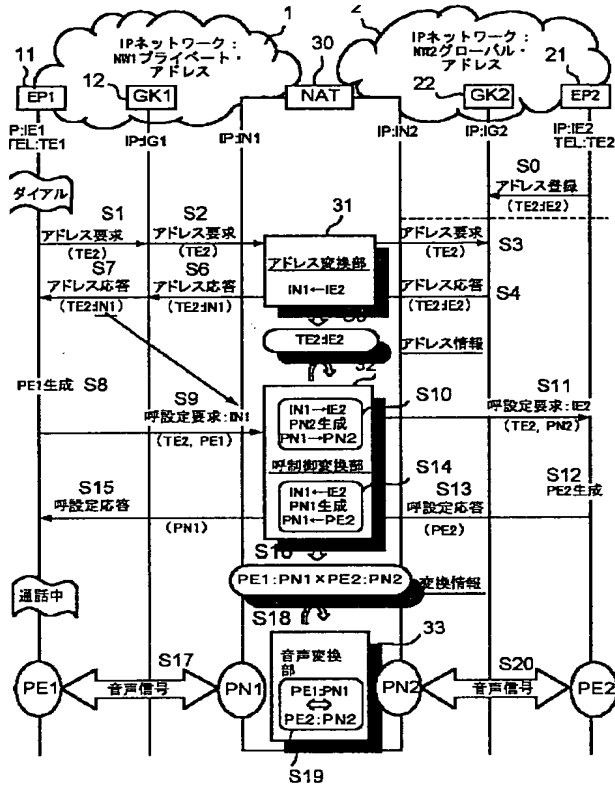 1
2
IPネットワーク:
NW1プライベート・
アドレス
IPネットワーク:
NW2グローバル・
アドレス
11
12
30
22
21
EP1
GK1
NAT
GK2
EP2
IP:IE1
TEL:TE1
IP:IG1
IP:IN1
IP:IN2
IP:IG2
IP:IE2
TEL:TE2
ダイアル
S0
アドレス登録
(TE2:IE2)
S1
アドレス要求
(TE2)
S2
アドレス要求
(TE2)
31
アドレス変換部
IN1←IE2
アドレス要求
(TE2)
S3
S7
アドレス応答
(TE2:IN1)
S6
アドレス応答
(TE2:IN1)
アドレス応答
(TE2:IE2)
S4
TE2:IE2
アドレス情報
32
PE1生成
S8
S9
呼設定要求:IN1
(TE2, PE1)
S10
IN1→IE2
PN2生成
PN1→PN2
呼制御変換部
S11
呼設定要求:IE2
(TE2, PN2)
S12
PE2生成
S14
IN1←IE2
PN1生成
PN1←PE2
S13
呼設定応答
(PE2)
S15
呼設定応答
(PN1)
S16
PE1:PN1×PE2:PN2
変換情報
通話中
S18
33
音声変換
部
PE1:PN1
⇔
PE2:PN2
S19
PE1
S17
音声信号
PN1
PN2
S20
音声信号
PE2